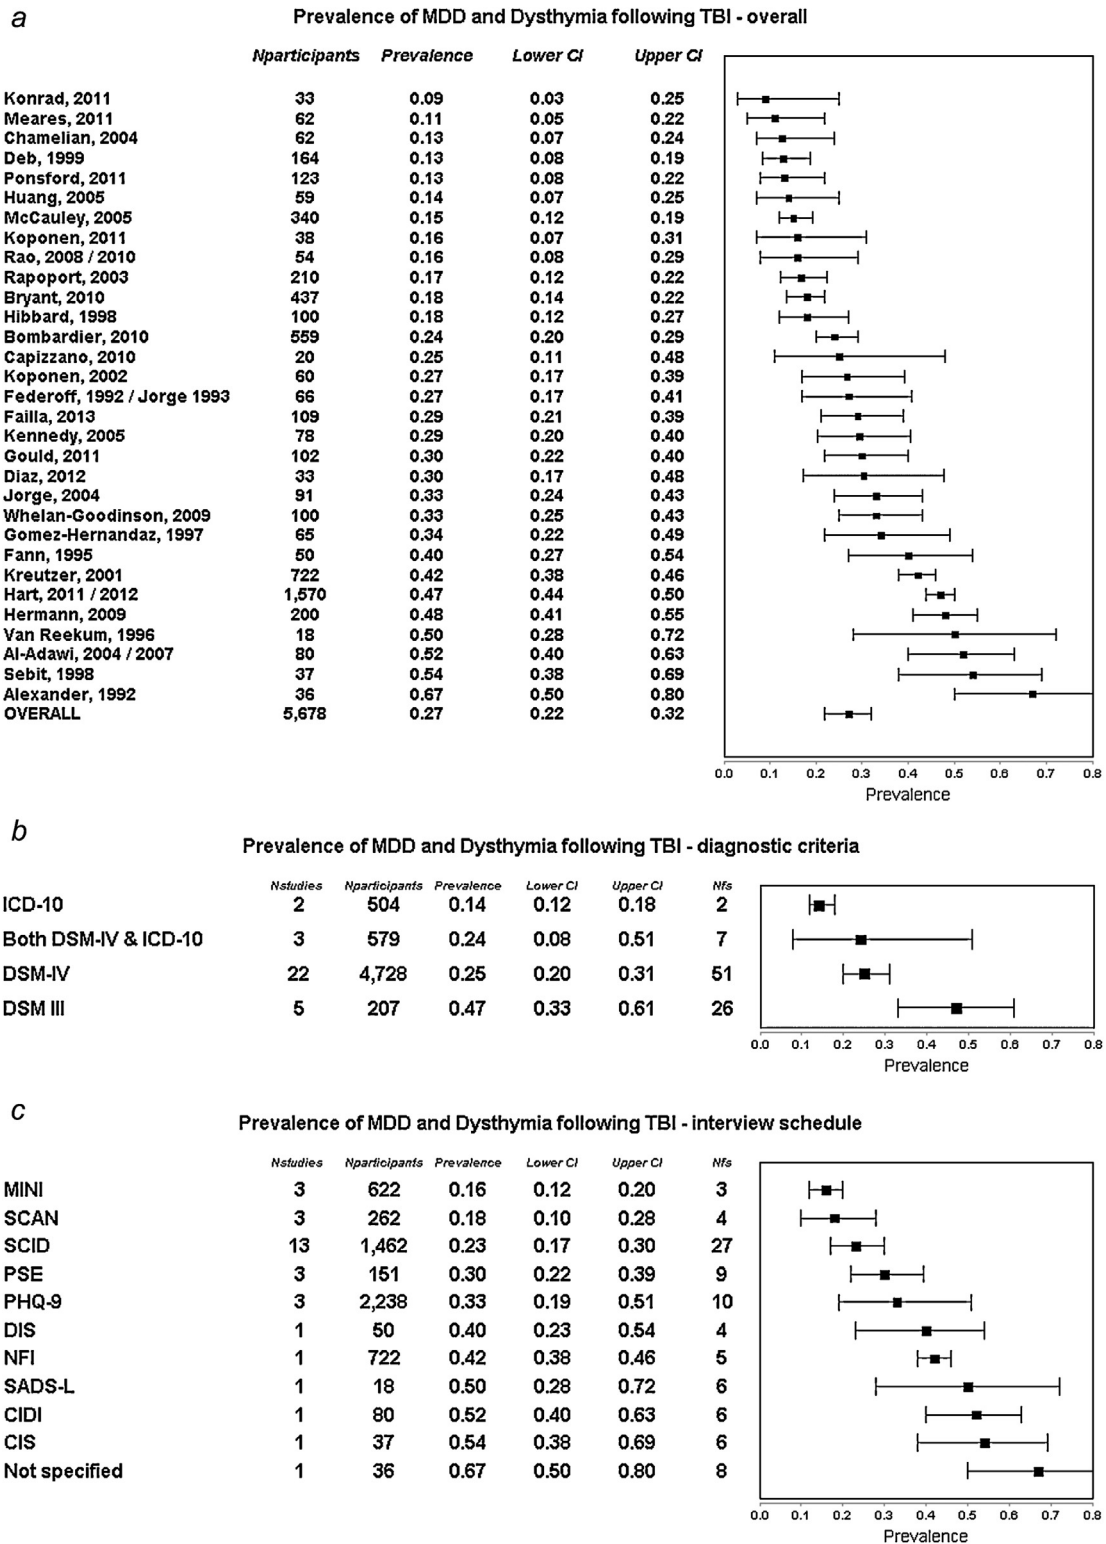 a
Prevalence of MDD and Dysthymia following TBI - overall
Nparticipants Prevalence Lower CI Upper CI
Konrad, 2011 33 0.09 0.03 0.25
Meares, 2011 62 0.11 0.05 0.22
Chamelian, 2004 62 0.13 0.07 0.24
Deb, 1999 164 0.13 0.08 0.19
Ponsford, 2011 123 0.13 0.08 0.22
Huang, 2005 59 0.14 0.07 0.25
McCauley, 2005 340 0.15 0.12 0.19
Koponen, 2011 38 0.16 0.07 0.31
Rao, 2008 / 2010 54 0.16 0.08 0.29
Rapoport, 2003 210 0.17 0.12 0.22
Bryant, 2010 437 0.18 0.14 0.22
Hibbard, 1998 100 0.18 0.12 0.27
Bombardier, 2010 559 0.24 0.20 0.29
Capizzano, 2010 20 0.25 0.11 0.48
Koponen, 2002 60 0.27 0.17 0.39
Federoff, 1992 / Jorge 1993 66 0.27 0.17 0.41
Failla, 2013 109 0.29 0.21 0.39
Kennedy, 2005 78 0.29 0.20 0.40
Gould, 2011 102 0.30 0.22 0.40
Diaz, 2012 33 0.30 0.17 0.48
Jorge, 2004 91 0.33 0.24 0.43
Whelan-Goodinson, 2009 100 0.33 0.25 0.43
Gomez-Hernandaz, 1997 65 0.34 0.22 0.49
Fann, 1995 50 0.40 0.27 0.54
Kreutzer, 2001 722 0.42 0.38 0.46
Hart, 2011 / 2012 1,570 0.47 0.44 0.50
Hermann, 2009 200 0.48 0.41 0.55
Van Reekum, 1996 18 0.50 0.28 0.72
Al-Adawi, 2004 / 2007 80 0.52 0.40 0.63
Sebit, 1998 37 0.54 0.38 0.69
Alexander, 1992 36 0.67 0.50 0.80
OVERALL 5,678 0.27 0.22 0.32
0.0 0.1 0.2 0.3 0.4 0.5 0.6 0.7 0.8
Prevalence
b
Prevalence of MDD and Dysthymia following TBI - diagnostic criteria
Nstudies Nparticipants Prevalence Lower CI Upper CI Nfs
ICD-10 2 504 0.14 0.12 0.18 2
Both DSM-IV & ICD-10 3 579 0.24 0.08 0.51 7
DSM-IV 22 4,728 0.25 0.20 0.31 51
DSM III 5 207 0.47 0.33 0.61 26
0.0 0.1 0.2 0.3 0.4 0.5 0.6 0.7 0.8
Prevalence
c
Prevalence of MDD and Dysthymia following TBI - interview schedule
Nstudies Nparticipants Prevalence Lower CI Upper CI Nfs
MINI 3 622 0.16 0.12 0.20 3
SCAN 3 262 0.18 0.10 0.28 4
SCID 13 1,462 0.23 0.17 0.30 27
PSE 3 151 0.30 0.22 0.39 9
PHQ-9 3 2,238 0.33 0.19 0.51 10
DIS 1 50 0.40 0.23 0.54 4
NFI 1 722 0.42 0.38 0.46 5
SADS-L 1 18 0.50 0.28 0.72 6
CIDI 1 80 0.52 0.40 0.63 6
CIS 1 37 0.54 0.38 0.69 6
Not specified 1 36 0.67 0.50 0.80 8
0.0 0.1 0.2 0.3 0.4 0.5 0.6 0.7 0.8
Prevalence